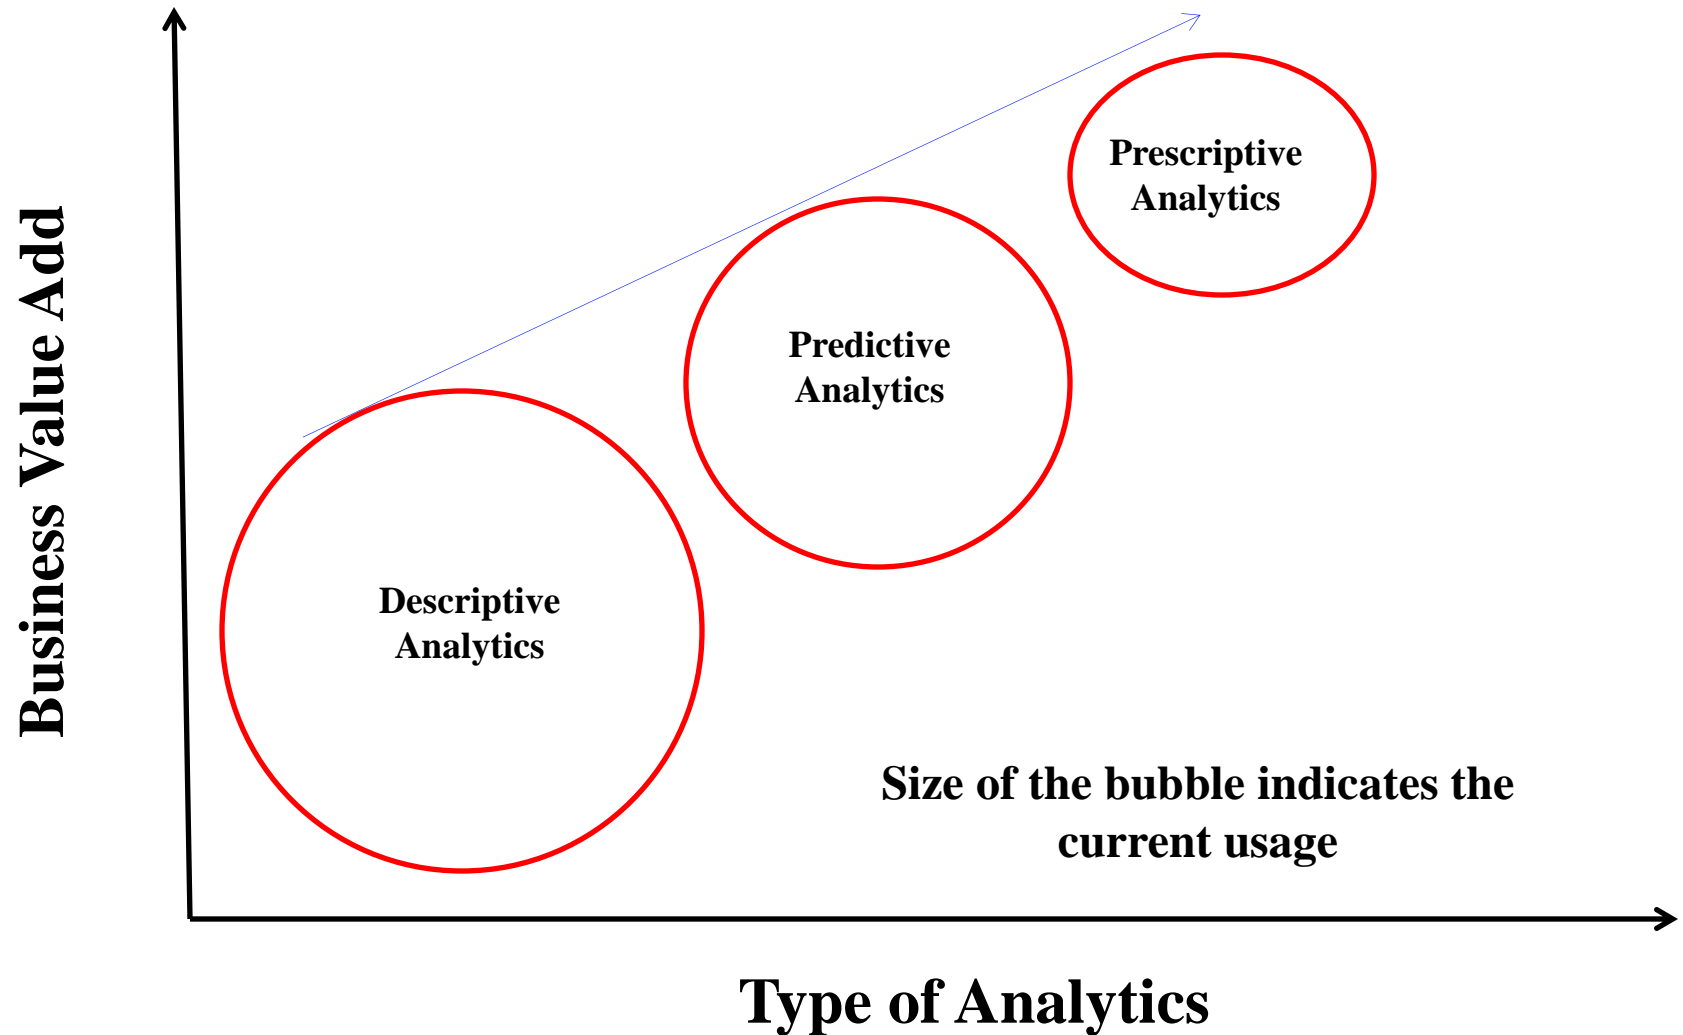 Business Value Add
Prescriptive
Analytics
Predictive
Analytics
Descriptive
Analytics
Size of the bubble indicates the
current usage
Type of Analytics